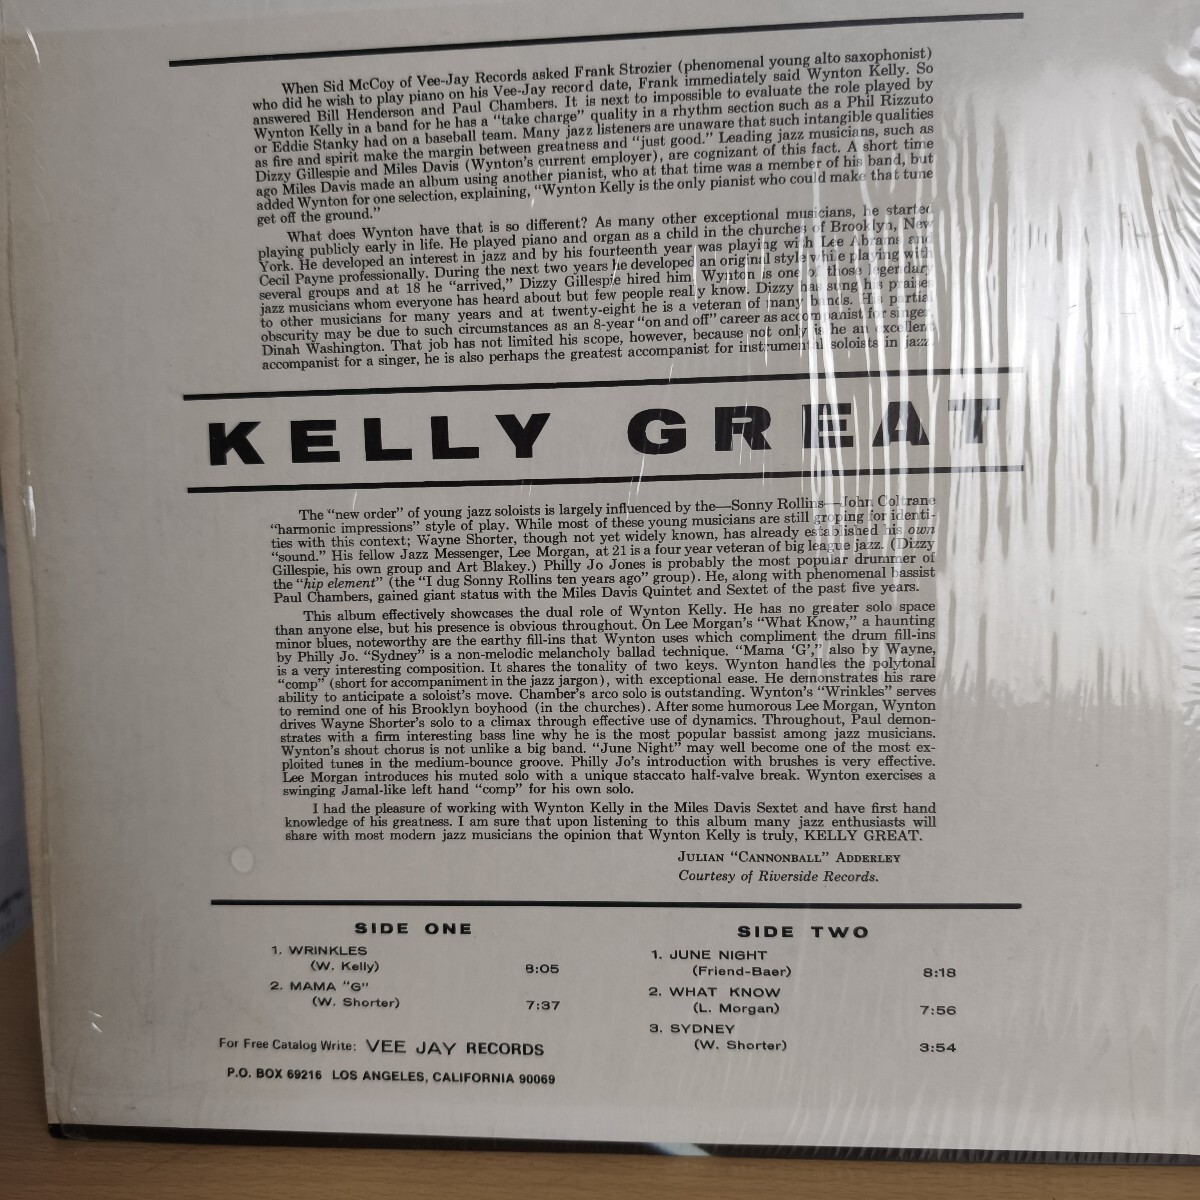 When Sid McCoy of Vee-Jay Records asked Frank Strozier (phenomenal young alto saxophonist)
who did he wish to play piano on his Vee-Jay record date, Frank immediately said Wynton Kelly. So
answered Bill Henderson and Paul Chambers. It is next to impossible to evaluate the role played by
Wynton Kelly in a band for he has a “take charge” quality in a rhythm section such as a Phil Rizzuto
or Eddie Stanky had on a baseball team. Many jazz listeners are unaware that such intangible qualities
as fire and spirit make the margin between greatness and “just good.” Leading jazz musicians, such as
Dizzy Gillespie and Miles Davis (Wynton’s current employer), are cognizant of this fact. A short time
ago Miles Davis made an album using another pianist, who at that time was a member of his band, but
added Wynton for one selection, explaining, “Wynton Kelly is the only pianist who could make that tune
get off the ground.”
What does Wynton have that is so different? As many other exceptional musicians, he started
playing publicly early in life. He played piano and organ as a child in the churches of Brooklyn, New
York. He developed an interest in jazz and by his fourteenth year was playing with Lee Abrams and
Cecil Payne professionally. During the next two years he developed an original style while playing with
several groups and at 18 he “arrived,” Dizzy Gillespie hired him. Wynton is one of those legendary
jazz musicians whom everyone has heard about but few people really know. Dizzy has sung his praises
to other musicians for many years and at twenty-eight he is a veteran of many bands. His partial
obscurity may be due to such circumstances as an 8-year “on and off” career as accompanist for singer,
Dinah Washington. That job has not limited his scope, however, because not only is he an excellent
accompanist for a singer, he is also perhaps the greatest accompanist for instrumental soloists in jazz.
KELLY GREAT
The “new order” of young jazz soloists is largely influenced by the—Sonny Rollins—John Coltrane
“harmonic impressions” style of play. While most of these young musicians are still groping for identi-
ties with this context; Wayne Shorter, though not yet widely known, has already established his own
“sound.” His fellow Jazz Messenger, Lee Morgan, at 21 is a four year veteran of big league jazz. (Dizzy
Gillespie, his own group and Art Blakey.) Philly Jo Jones is probably the most popular drummer of
the “hip element” (the “I dug Sonny Rollins ten years ago” group). He, along with phenomenal bassist
Paul Chambers, gained giant status with the Miles Davis Quintet and Sextet of the past five years.
This album effectively showcases the dual role of Wynton Kelly. He has no greater solo space
than anyone else, but his presence is obvious throughout. On Lee Morgan’s “What Know,” a haunting
minor blues, noteworthy are the earthy fill-ins that Wynton uses which compliment the drum fill-ins
by Philly Jo. “Sydney” is a non-melodic melancholy ballad technique. “Mama ‘G’,” also by Wayne,
is a very interesting composition. It shares the tonality of two keys. Wynton handles the polytonal
“comp” (short for accompaniment in the jazz jargon), with exceptional ease. He demonstrates his rare
ability to anticipate a soloist’s move. Chamber’s arco solo is outstanding. Wynton’s “Wrinkles” serves
to remind one of his Brooklyn boyhood (in the churches). After some humorous Lee Morgan, Wynton
drives Wayne Shorter’s solo to a climax through effective use of dynamics. Throughout, Paul demon-
strates with a firm interesting bass line why he is the most popular bassist among jazz musicians.
Wynton’s shout chorus is not unlike a big band. “June Night” may well become one of the most ex-
ploited tunes in the medium-bounce groove. Philly Jo’s introduction with brushes is very effective.
Lee Morgan introduces his muted solo with a unique staccato half-valve break. Wynton exercises a
swinging Jamal-like left hand “comp” for his own solo.
I had the pleasure of working with Wynton Kelly in the Miles Davis Sextet and have first hand
knowledge of his greatness. I am sure that upon listening to this album many jazz enthusiasts will
share with most modern jazz musicians the opinion that Wynton Kelly is truly, KELLY GREAT.
JULIAN “CANNONBALL” ADDERLEY
Courtesy of Riverside Records.
SIDE ONE
1. WRINKLES
(W. Kelly) 8:05
2. MAMA "G"
(W. Shorter) 7:37
SIDE TWO
1. JUNE NIGHT
(Friend-Baer) 8:18
2. WHAT KNOW
(L. Morgan) 7:56
3. SYDNEY
(W. Shorter) 3:54
For Free Catalog Write: VEE JAY RECORDS
P.O. BOX 69216 LOS ANGELES, CALIFORNIA 90069